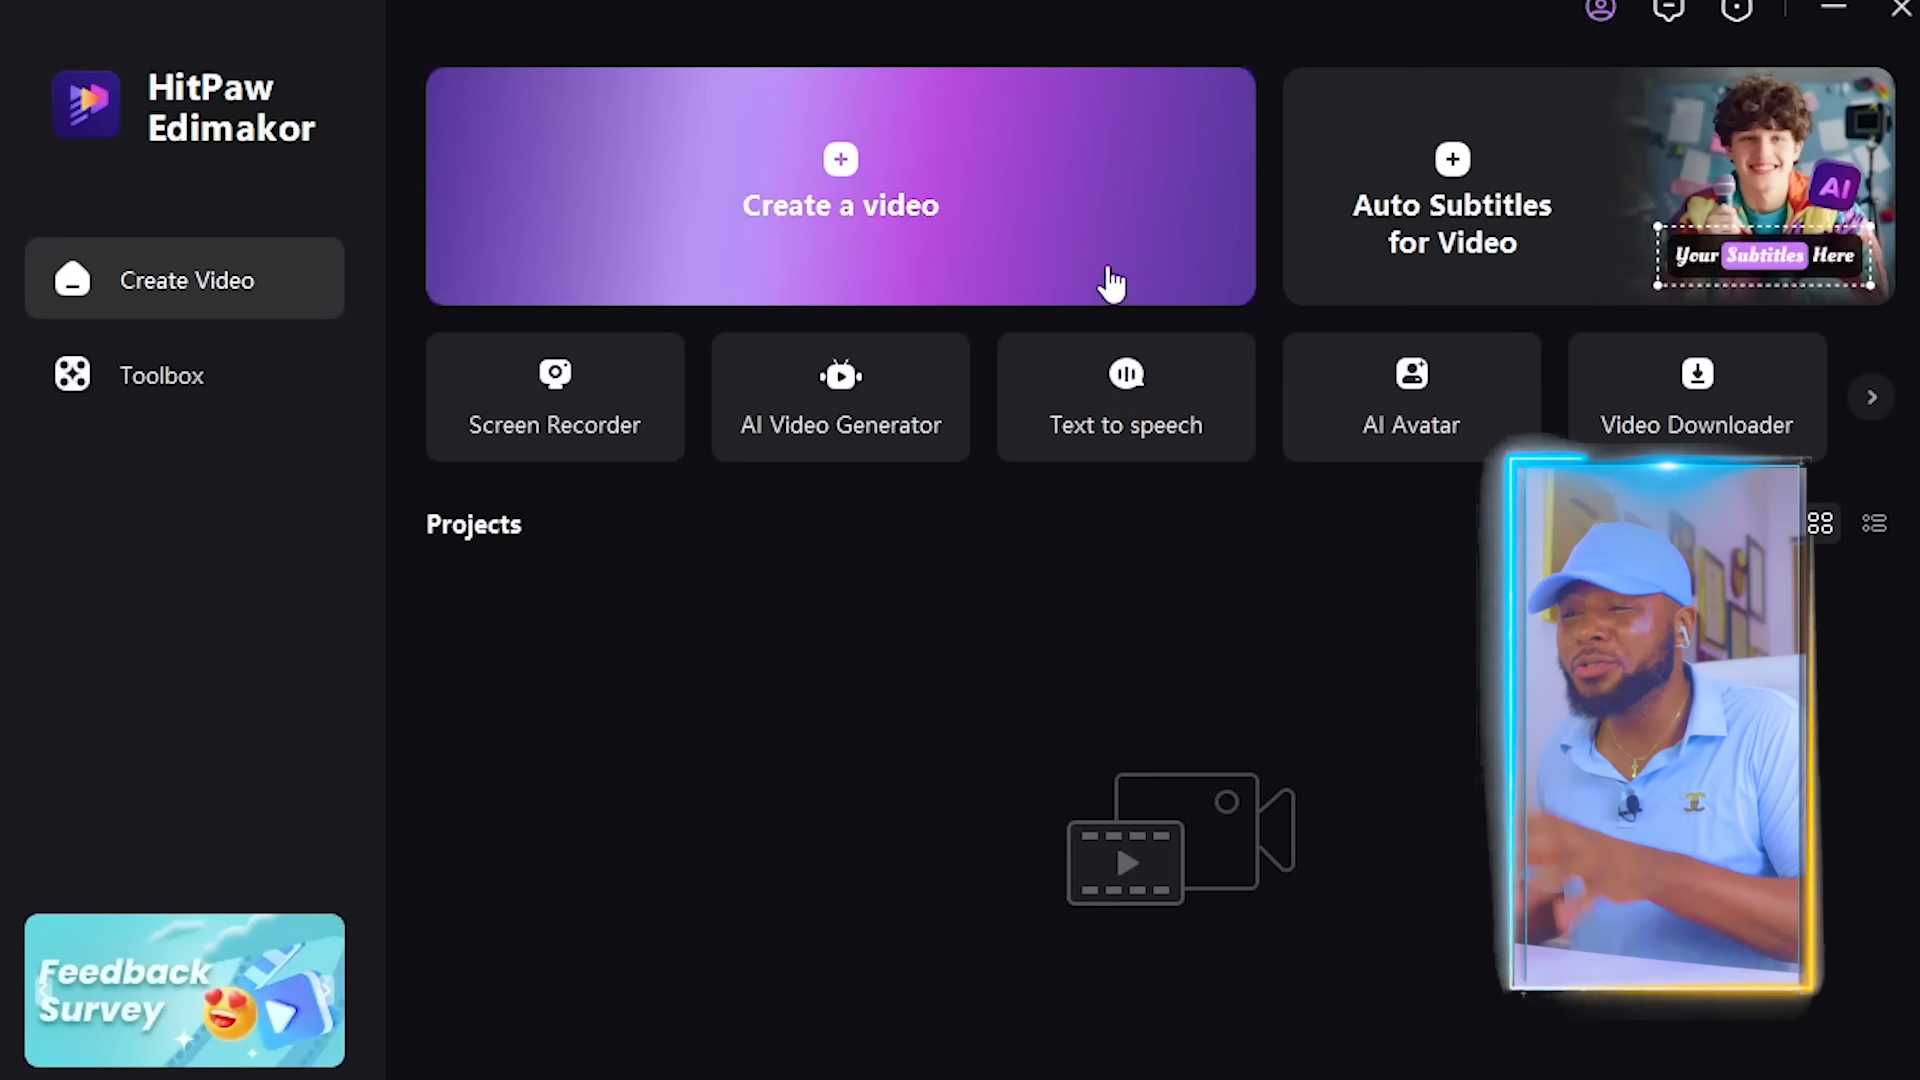 HitPaw
Edimakor
Create Video
Toolbox
Feedback
Survey
Create a video
Auto Subtitles
for Video
AI
Your Subtitles Here
Screen Recorder
AI Video Generator
Text to speech
AI Avatar
Video Downloader
Projects